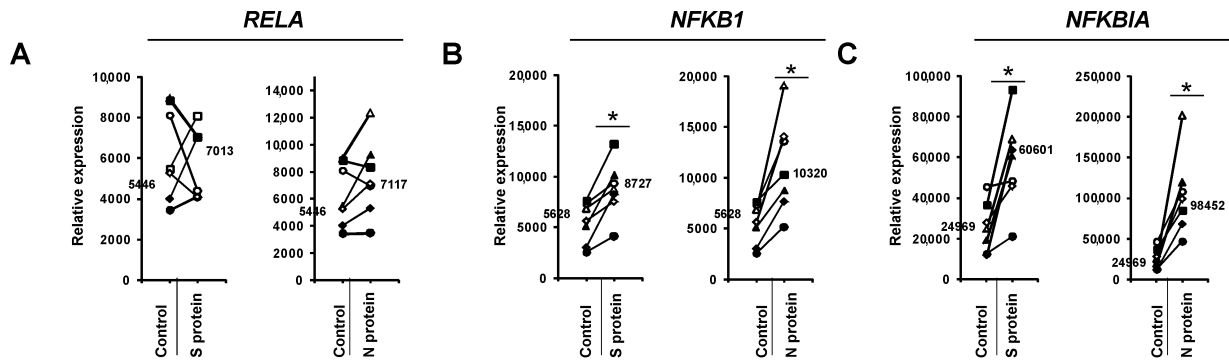 RELA
NFKB1
NFKBIA
A
B
C
Relative expression
10,000
8000
6000
4000
2000
0
5446
7013
Control
S protein
14,000
12,000
10,000
8000
6000
4000
2000
0
5446
7117
Control
N protein
Relative expression
20,000
15,000
10,000
5000
0
*
5628
8727
Control
S protein
20,000
15,000
10,000
5000
0
*
5628
10320
Control
N protein
Relative expression
100,000
80,000
60,000
40,000
20,000
0
*
24969
60601
Control
S protein
250,000
200,000
150,000
100,000
50,000
0
*
24969
98452
Control
N protein